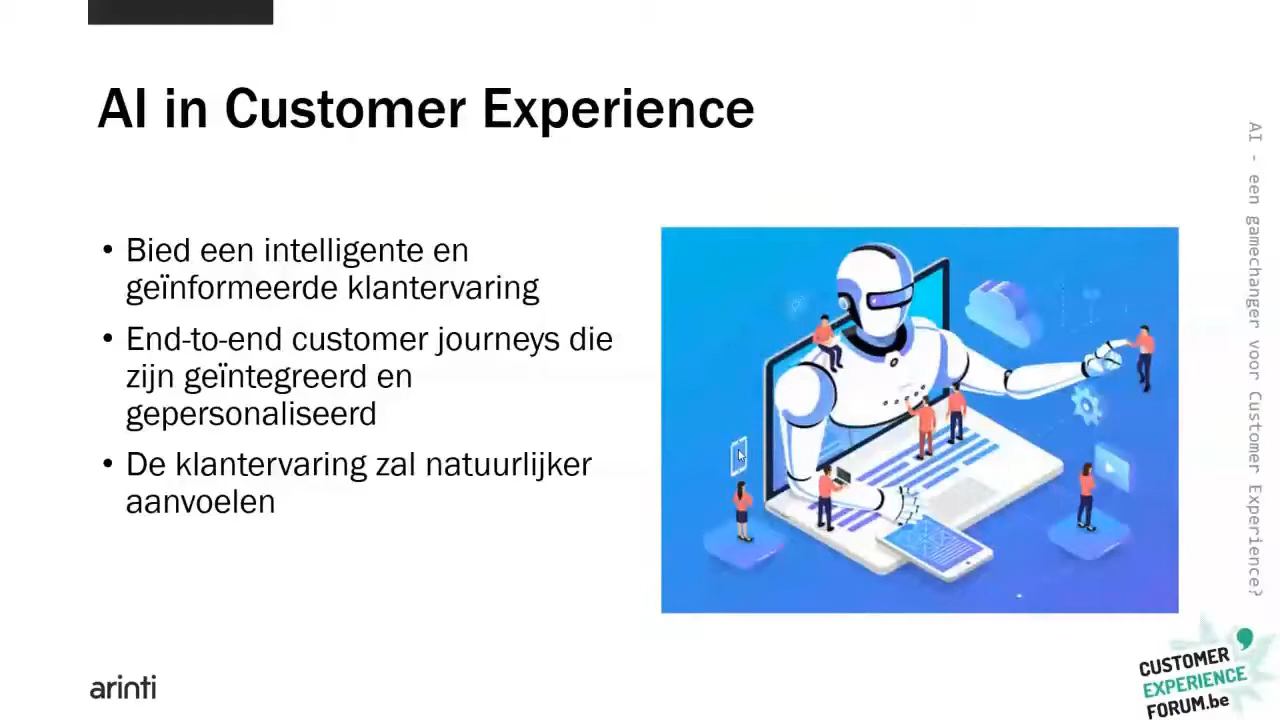 AI in Customer Experience
• Bied een intelligente en
geïnformeerde klantervaring
• End-to-end customer journeys die
zijn geïntegreerd en
gepersonaliseerd
• De klantervaring zal natuurlijker
aanvoelen
AI - een gamechanger voor Customer Experience?
arinti
CUSTOMER
EXPERIENCE
FORUM.be